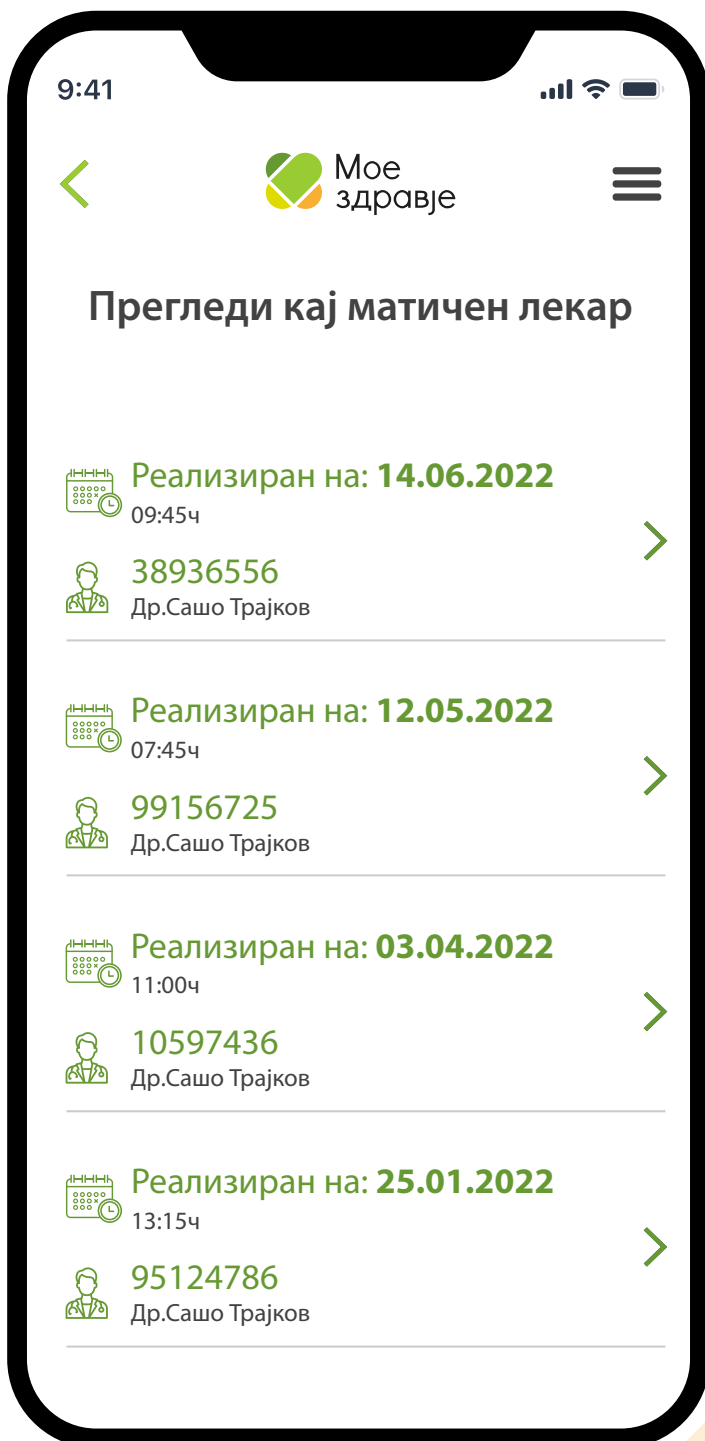 9:41
Мое
здравје
Прегледи кај матичен лекар
Реализиран на: 14.06.2022
09:45ч
38936556
Др.Сашо Трајков
Реализиран на: 12.05.2022
07:45ч
99156725
Др.Сашо Трајков
Реализиран на: 03.04.2022
11:00ч
10597436
Др.Сашо Трајков
Реализиран на: 25.01.2022
13:15ч
95124786
Др.Сашо Трајков